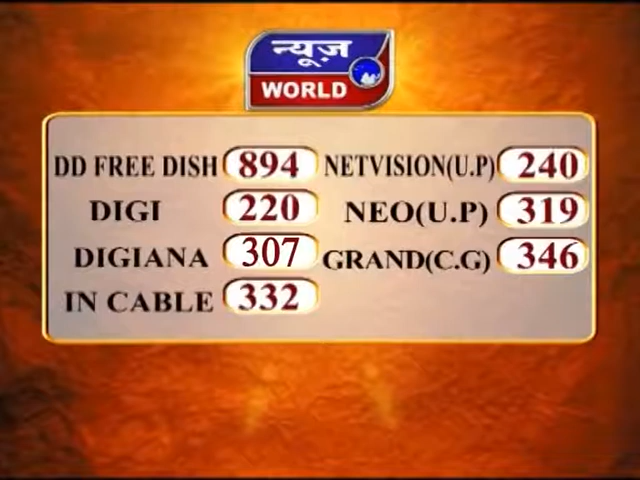 न्यूज़
WORLD
DD FREE DISH 894 NETVISION(U.P) 240
DIGI 220 NEO(U.P) 319
DIGIANA 307 GRAND(C.G) 346
IN CABLE 332